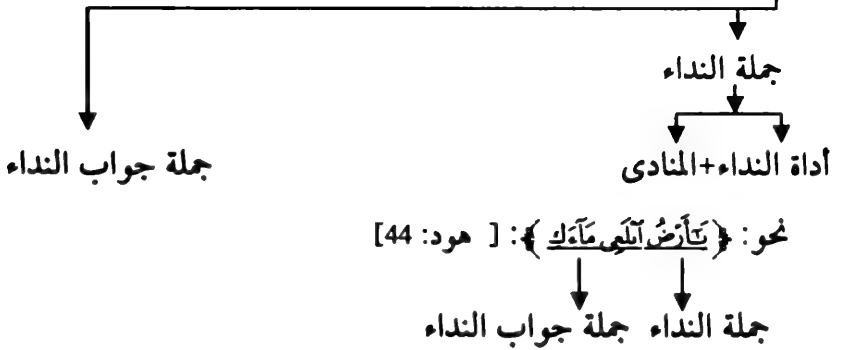 جملة النداء
أداة النداء+المنادى
جملة جواب النداء
نحو: ﴿يَٰٓأَرۡضُ ٱبۡلَعِي مَآءَكِ﴾: [ هود: 44]
جملة النداء جملة جواب النداء